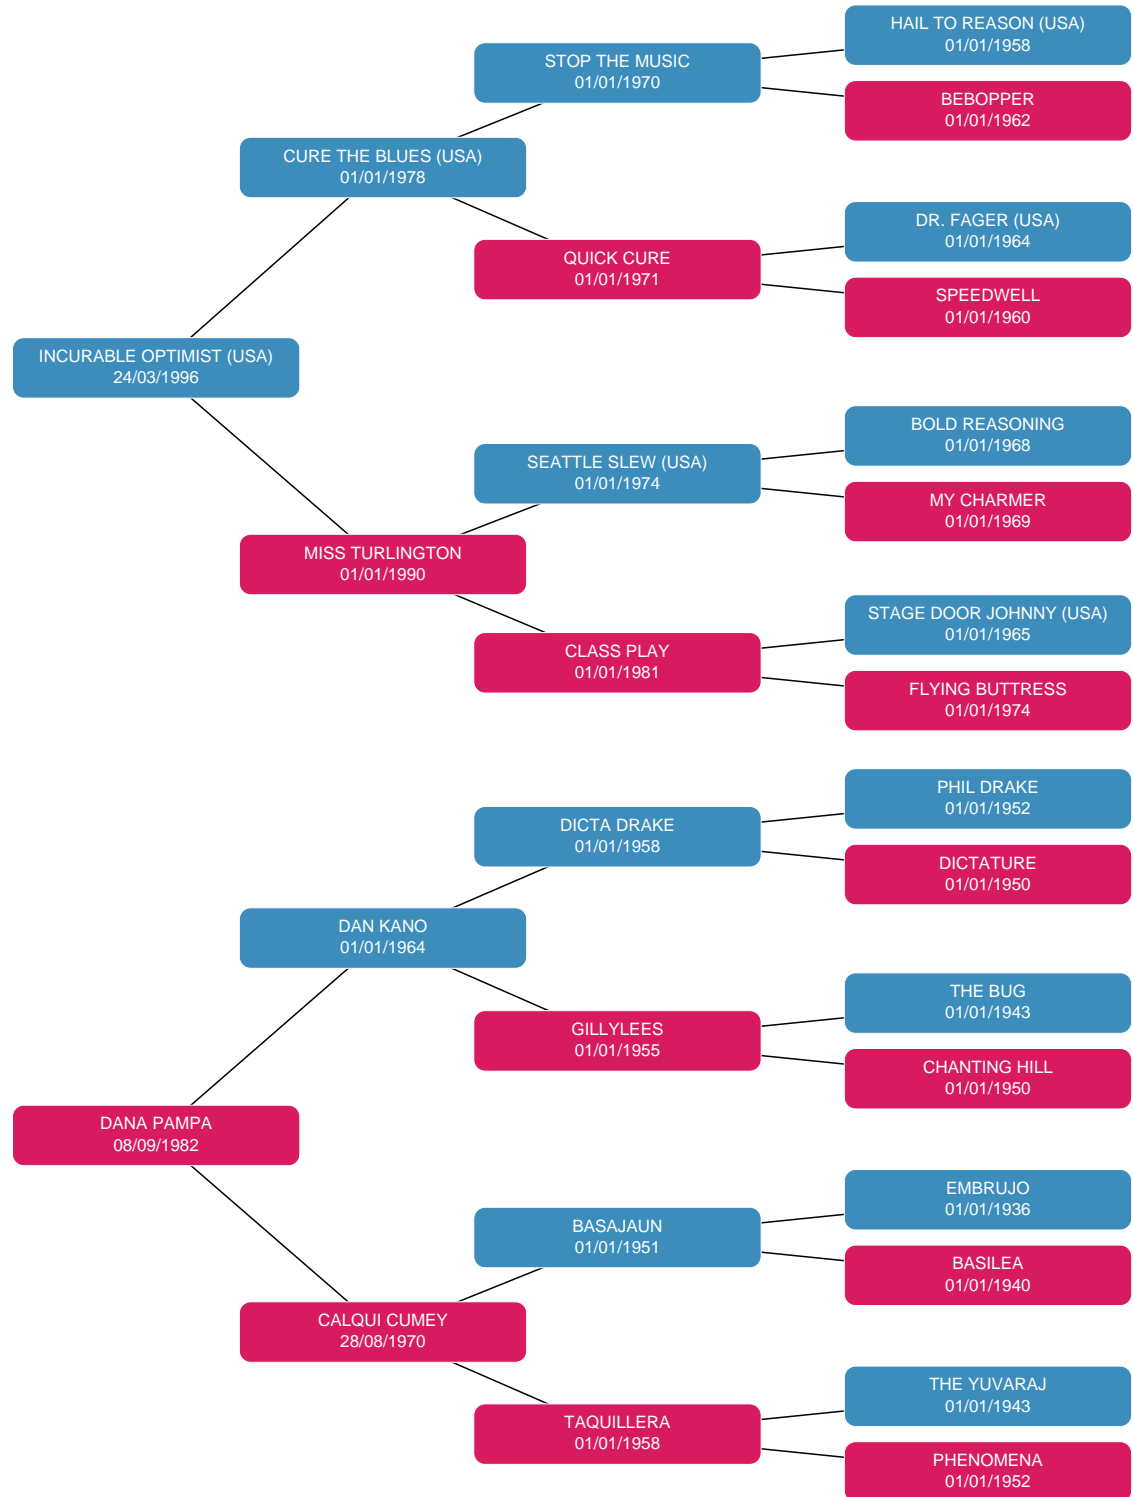 HAIL TO REASON (USA)
01/01/1958
STOP THE MUSIC
01/01/1970
BEBOPPER
01/01/1962
CURE THE BLUES (USA)
01/01/1978
DR. FAGER (USA)
01/01/1964
QUICK CURE
01/01/1971
SPEEDWELL
01/01/1960
INCURABLE OPTIMIST (USA)
24/03/1996
BOLD REASONING
01/01/1968
SEATTLE SLEW (USA)
01/01/1974
MY CHARMER
01/01/1969
MISS TURLINGTON
01/01/1990
STAGE DOOR JOHNNY (USA)
01/01/1965
CLASS PLAY
01/01/1981
FLYING BUTTRESS
01/01/1974
PHIL DRAKE
01/01/1952
DICTA DRAKE
01/01/1958
DICTATURE
01/01/1950
DAN KANO
01/01/1964
THE BUG
01/01/1943
GILLYLEES
01/01/1955
CHANTING HILL
01/01/1950
DANA PAMPA
08/09/1982
EMBRUJO
01/01/1936
BASAJAUN
01/01/1951
BASILEA
01/01/1940
CALQUI CUMEY
28/08/1970
THE YUVARAJ
01/01/1943
TAQUILLERA
01/01/1958
PHENOMENA
01/01/1952